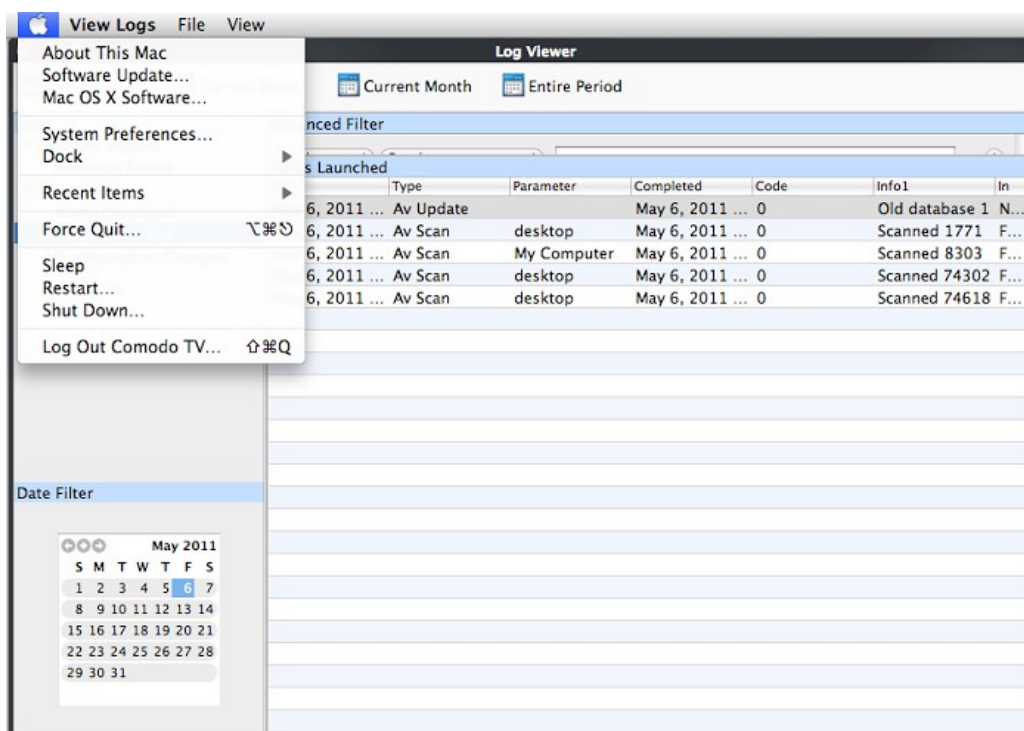 View Logs File View
Log Viewer
About This Mac
Software Update...
Mac OS X Software...
System Preferences...
Dock
Recent Items
Force Quit... ⌥⌘⎋
Sleep
Restart...
Shut Down...
Log Out Comodo TV... ⇧⌘Q
Current Month Entire Period
nced Filter
s Launched
Type Parameter Completed Code Info1 In
6, 2011 ... Av Update May 6, 2011 ... 0 Old database 1 N...
6, 2011 ... Av Scan desktop May 6, 2011 ... 0 Scanned 1771 F...
6, 2011 ... Av Scan My Computer May 6, 2011 ... 0 Scanned 8303 F...
6, 2011 ... Av Scan desktop May 6, 2011 ... 0 Scanned 74302 F...
6, 2011 ... Av Scan desktop May 6, 2011 ... 0 Scanned 74618 F...
Date Filter
May 2011
S M T W T F S
1 2 3 4 5 6 7
8 9 10 11 12 13 14
15 16 17 18 19 20 21
22 23 24 25 26 27 28
29 30 31